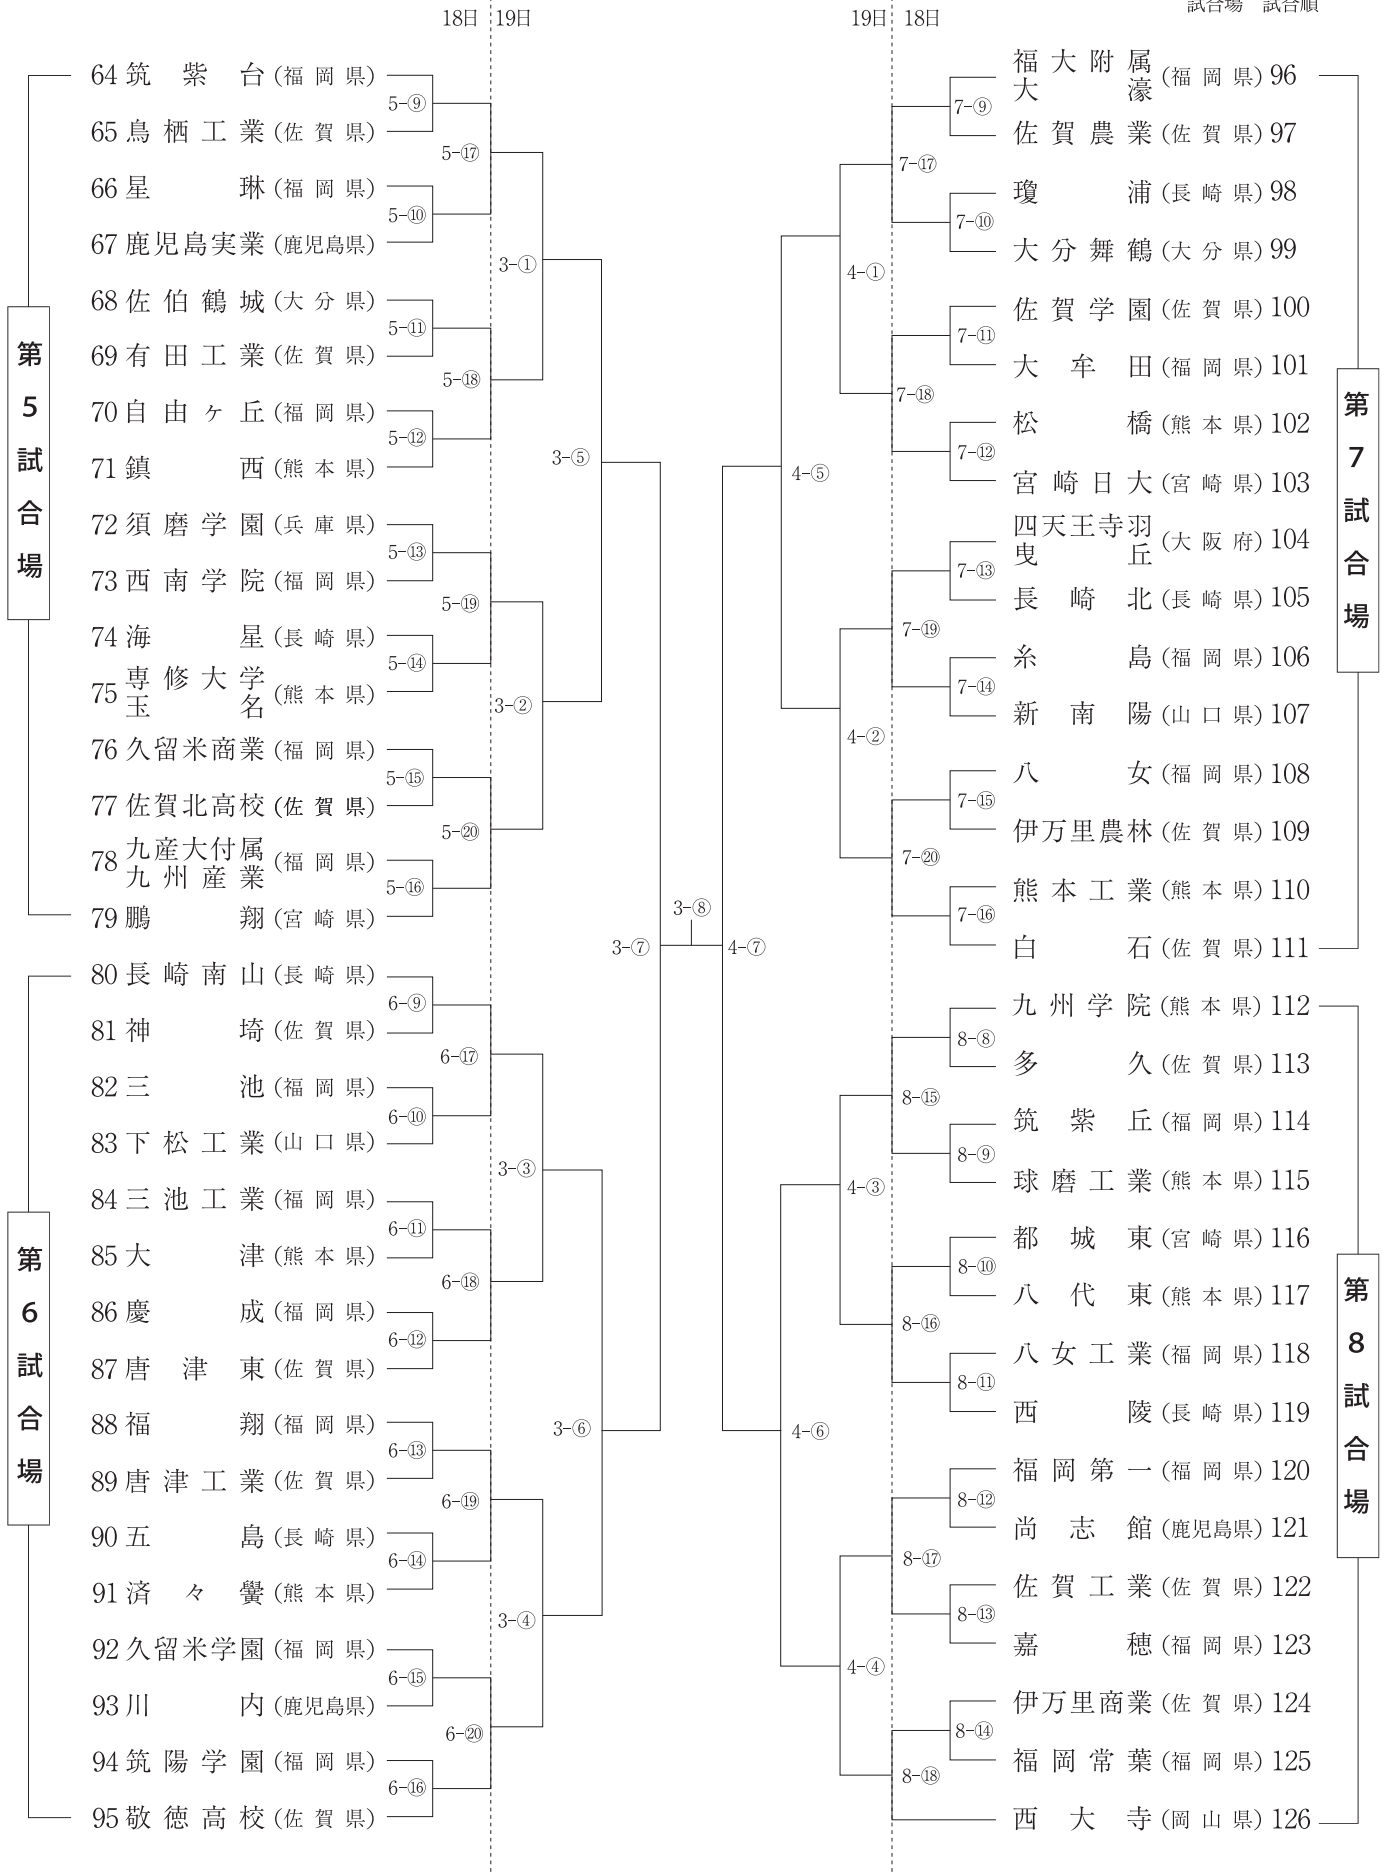 試合場 試合順
18日 19日
19日 18日
64 筑紫台 (福岡県)
5-⑨
65 鳥栖工業 (佐賀県)
5-⑰
66 星琳 (福岡県)
5-⑩
67 鹿児島実業 (鹿児島県)
3-①
68 佐伯鶴城 (大分県)
5-⑪
69 有田工業 (佐賀県)
5-⑱
70 自由ヶ丘 (福岡県)
5-⑫
71 鎮西 (熊本県)
3-⑤
72 須磨学園 (兵庫県)
5-⑬
73 西南学院 (福岡県)
5-⑲
74 海星 (長崎県)
5-⑭
75 専修大学
玉名 (熊本県)
3-②
76 久留米商業 (福岡県)
5-⑮
77 佐賀北高校 (佐賀県)
5-⑳
78 九産大付属
九州産業 (福岡県)
5-⑯
79 鵬翔 (宮崎県)
第5試合場
3-⑦
3-⑧
4-⑦
80 長崎南山 (長崎県)
6-⑨
81 神埼 (佐賀県)
6-⑰
82 三池 (福岡県)
6-⑩
83 下松工業 (山口県)
3-③
84 三池工業 (福岡県)
6-⑪
85 大津 (熊本県)
6-⑱
86 慶成 (福岡県)
6-⑫
87 唐津東 (佐賀県)
88 福翔 (福岡県)
3-⑥
6-⑬
89 唐津工業 (佐賀県)
6-⑲
90 五島 (長崎県)
6-⑭
91 済々黌 (熊本県)
3-④
92 久留米学園 (福岡県)
6-⑮
93 川内 (鹿児島県)
6-⑳
94 筑陽学園 (福岡県)
6-⑯
95 敬徳高校 (佐賀県)
第6試合場
福大附属
大濠 (福岡県) 96
7-⑨
佐賀農業 (佐賀県) 97
7-⑰
瓊浦 (長崎県) 98
7-⑩
大分舞鶴 (大分県) 99
4-①
佐賀学園 (佐賀県) 100
7-⑪
大牟田 (福岡県) 101
7-⑱
松橋 (熊本県) 102
7-⑫
4-⑤
宮崎日大 (宮崎県) 103
四天王寺羽
曳丘 (大阪府) 104
7-⑬
長崎北 (長崎県) 105
7-⑲
糸島 (福岡県) 106
7-⑭
新南陽 (山口県) 107
4-②
八女 (福岡県) 108
7-⑮
伊万里農林 (佐賀県) 109
7-⑳
熊本工業 (熊本県) 110
7-⑯
白石 (佐賀県) 111
第7試合場
九州学院 (熊本県) 112
8-⑧
多久 (佐賀県) 113
8-⑮
筑紫丘 (福岡県) 114
8-⑨
球磨工業 (熊本県) 115
4-③
都城東 (宮崎県) 116
8-⑩
八代東 (熊本県) 117
8-⑯
八女工業 (福岡県) 118
8-⑪
西陵 (長崎県) 119
4-⑥
福岡第一 (福岡県) 120
8-⑫
尚志館 (鹿児島県) 121
8-⑰
佐賀工業 (佐賀県) 122
8-⑬
嘉穂 (福岡県) 123
4-④
伊万里商業 (佐賀県) 124
8-⑭
福岡常葉 (福岡県) 125
8-⑱
西大寺 (岡山県) 126
第8試合場